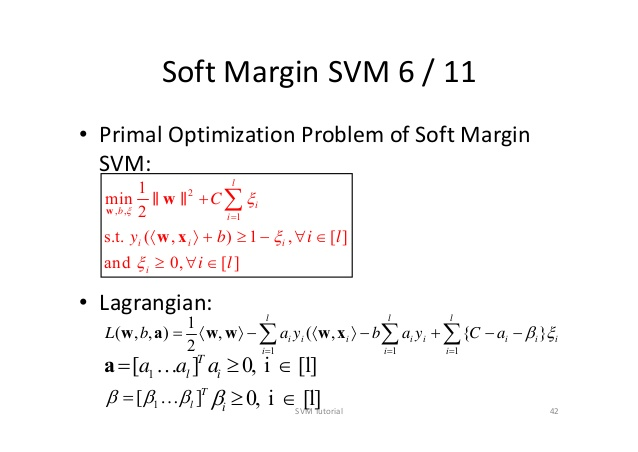 Soft Margin SVM 6 / 11
• Primal Optimization Problem of Soft Margin
SVM:
min_{w,b,ξ} 1/2 ‖w‖² + C∑_{i=1}^{l} ξ_i
s.t. y_i(⟨w, x_i⟩ + b) ≥ 1 − ξ_i , ∀i ∈ [l]
and ξ_i ≥ 0, ∀i ∈ [l]
• Lagrangian:
L(w, b, a) = 1/2 ⟨w, w⟩ − ∑_{i=1}^{l} a_i y_i(⟨w, x_i⟩ − b∑_{i=1}^{l} a_i y_i + ∑_{i=1}^{l} {C − a_i − β_i}ξ_i
a = [a_1 … a_l]^T a_i ≥ 0, i ∈ [l]
β = [β_1 … β_l]^T β_i ≥ 0, i ∈ [l]
SVM Tutorial
42